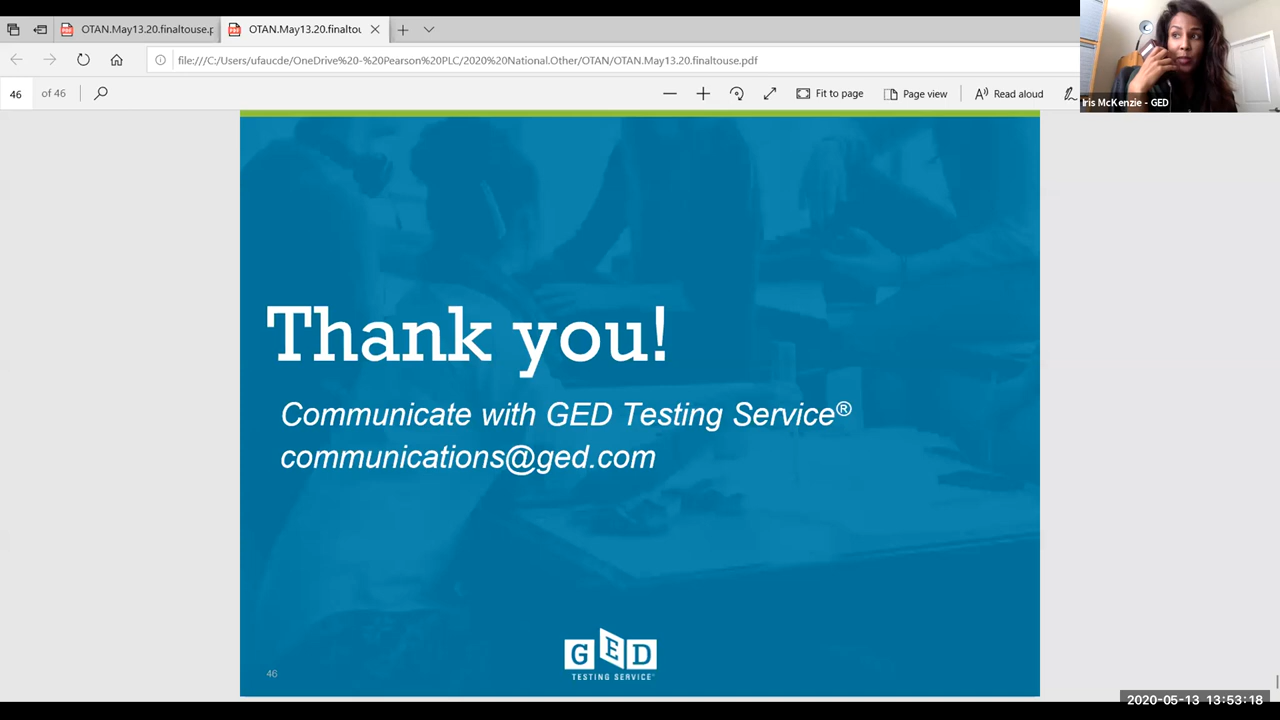 OTAN.May13.20.finaltouse.p
OTAN.May13.20.finaltou
file:///C:/Users/ufaucde/OneDrive%20-%20Pearson%20PLC/2020%20National.Other/OTAN/OTAN.May13.20.finaltouse.pdf
46 of 46
Fit to page
Page view
Read aloud
Iris McKenzie - GED
Thank you!
Communicate with GED Testing Service®
communications@ged.com
46
GED
TESTING SERVICE
2020-05-13 13:53:18